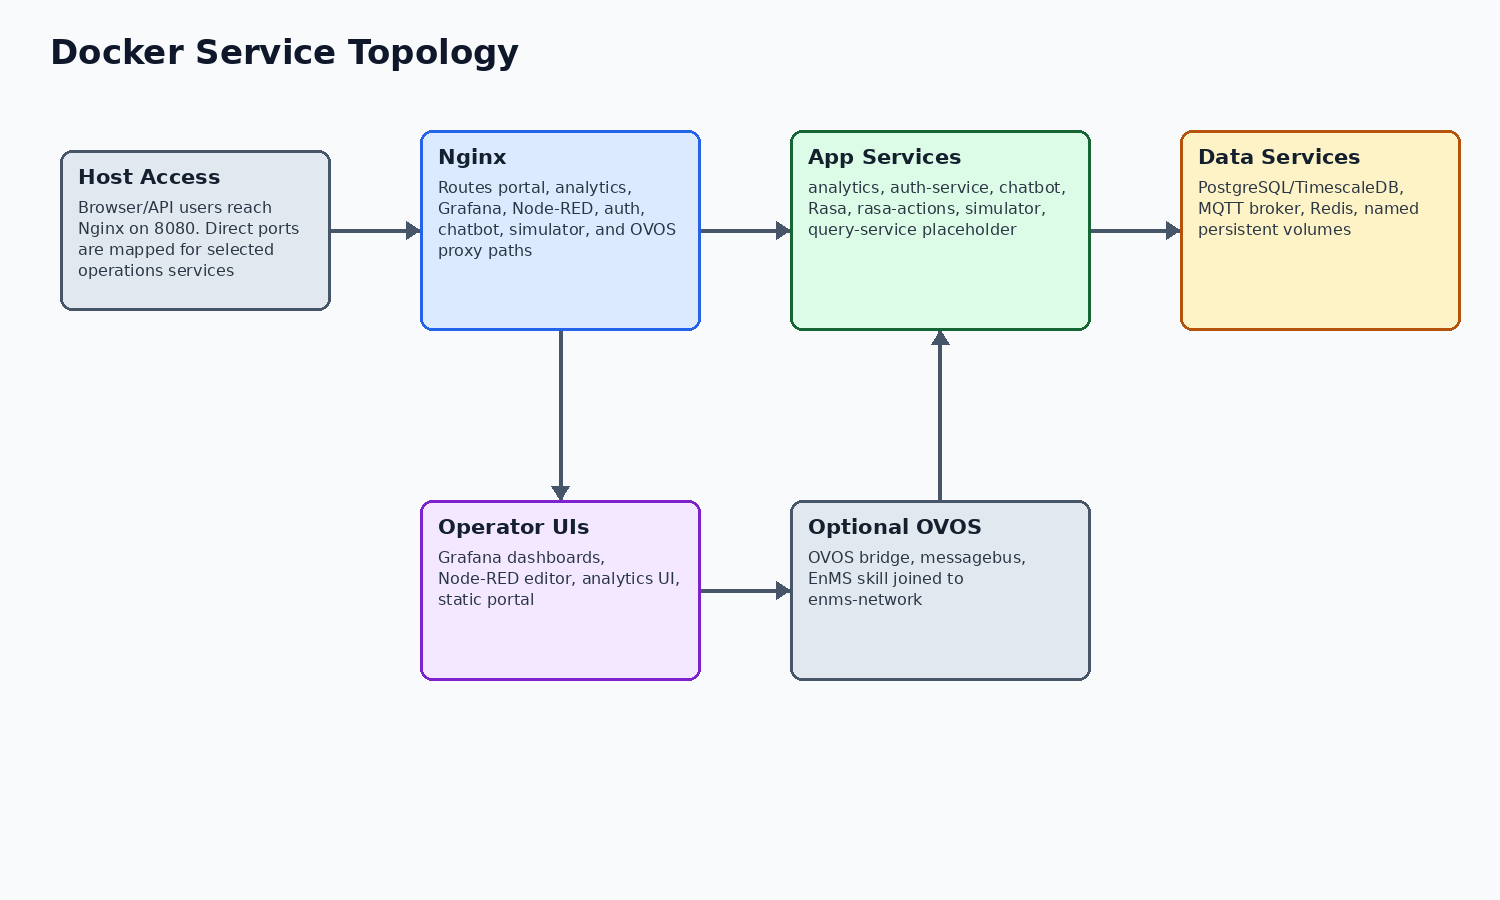 Docker Service Topology
Host Access
Browser/API users reach
Nginx on 8080. Direct ports
are mapped for selected
operations services
Nginx
Routes portal, analytics,
Grafana, Node-RED, auth,
chatbot, simulator, and OVOS
proxy paths
App Services
analytics, auth-service, chatbot,
Rasa, rasa-actions, simulator,
query-service placeholder
Data Services
PostgreSQL/TimescaleDB,
MQTT broker, Redis, named
persistent volumes
Operator UIs
Grafana dashboards,
Node-RED editor, analytics UI,
static portal
Optional OVOS
OVOS bridge, messagebus,
EnMS skill joined to
enms-network